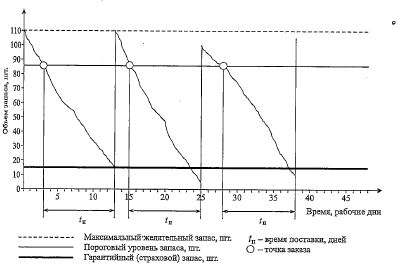 Объем запаса, шт.
110
100
90
80
70
60
50
40
30
20
10
0
5 10 15 20 25 30 35 40 45
tп tп tп Время, рабочие дни
Максимальный желательный запас, шт.
Пороговый уровень запаса, шт.
Гарантийный (страховой) запас, шт.
tп – время поставки, дней
– точка заказа